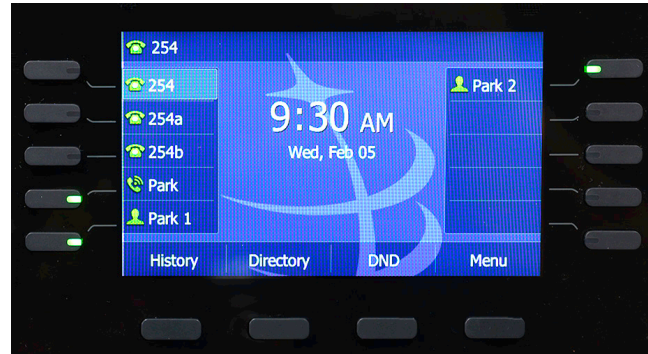 254
254
254a
254b
Park
Park 1
9:30 AM
Wed, Feb 05
Park 2
History
Directory
DND
Menu